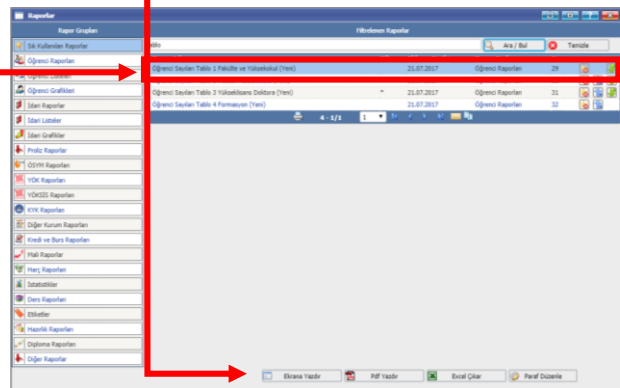 Raporlar
Rapor Grupları
Filtrelenen Raporlar
Sık Kullanılan Raporlar
tablo
Ara / Bul
Temizle
Öğrenci Raporları
Öğrenci Sayıları Tablo 1 Fakülte ve Yüksekokul (Yeni) 21.07.2017 Öğrenci Raporları 29
Öğrenci Listeleri
Öğrenci Grafikleri
Öğrenci Sayıları Tablo 3 Yükseklisans Doktora (Yeni) * 21.07.2017 Öğrenci Raporları 31
İdari Raporlar
Öğrenci Sayıları Tablo 4 Formasyon (Yeni) 21.07.2017 Öğrenci Raporları 32
İdari Listeler
4 - 1/1 1
İdari Grafikler
Proliz Raporlar
ÖSYM Raporları
YÖK Raporları
YÖKSİS Raporları
KYK Raporları
Diğer Kurum Raporları
Kredi ve Burs Raporları
Mali Raporlar
Harç Raporları
İstatistikler
Ders Raporları
Etiketler
Hazırlık Raporları
Diploma Raporları
Diğer Raporlar
Ekrana Yazdır
Pdf Yazdır
Excel Çıkar
Paraf Düzenle